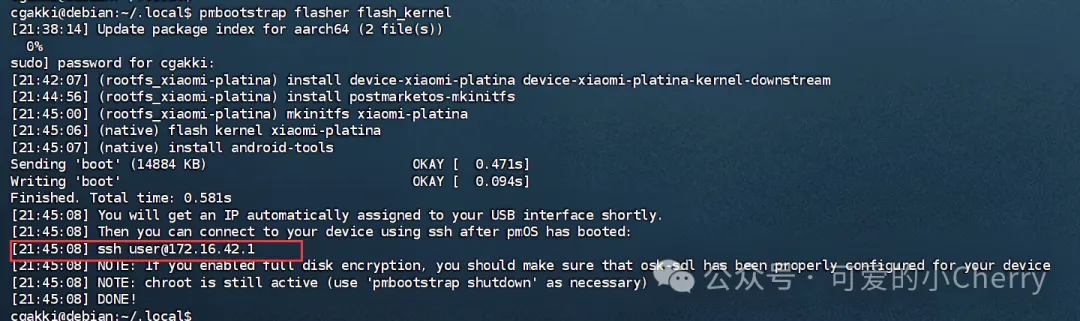 cgakki@debian:~/.local$ pmbootstrap flasher flash_kernel
[21:38:14] Update package index for aarch64 (2 file(s))
0%
sudo] password for cgakki:
[21:42:07] (rootfs_xiaomi-platina) install device-xiaomi-platina device-xiaomi-platina-kernel-downstream
[21:44:56] (rootfs_xiaomi-platina) install postmarketos-mkinitfs
[21:45:00] (rootfs_xiaomi-platina) mkinitfs xiaomi-platina
[21:45:06] (native) flash kernel xiaomi-platina
[21:45:07] (native) install android-tools
Sending 'boot' (14884 KB) OKAY [ 0.471s]
Writing 'boot' OKAY [ 0.094s]
Finished. Total time: 0.581s
[21:45:08] You will get an IP automatically assigned to your USB interface shortly.
[21:45:08] Then you can connect to your device using ssh after pmOS has booted:
[21:45:08] ssh user@172.16.42.1
[21:45:08] NOTE: If you enabled full disk encryption, you should make sure that osk-sdl has been properly configured for your device
[21:45:08] NOTE: chroot is still active (use 'pmbootstrap shutdown' as necessary)
公众号 · 可爱的小Cherry
[21:45:08] DONE!
cgakki@debian:~/.local$